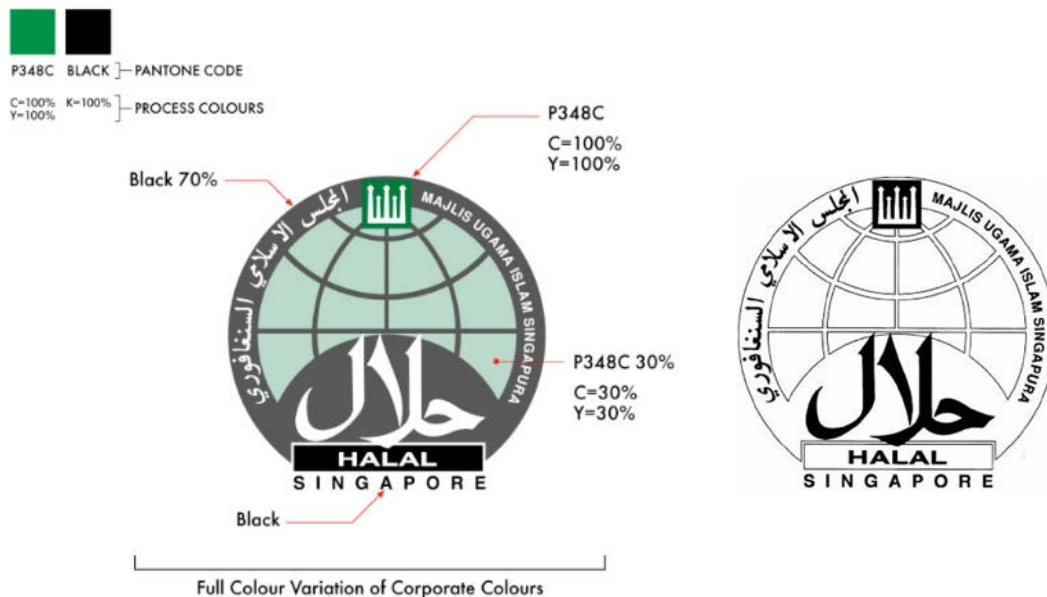 P348C BLACK PANTONE CODE
C=100% K=100% PROCESS COLOURS
Y=100%
P348C
C=100%
Y=100%
Black 70%
المجلس الاسلامي السنغافوري
MAJLIS UGAMA ISLAM SINGAPURA
P348C 30%
C=30%
Y=30%
حلال
HALAL
SINGAPORE
Black
Full Colour Variation of Corporate Colours
المجلس الاسلامي السنغافوري
MAJLIS UGAMA ISLAM SINGAPURA
حلال
HALAL
SINGAPORE